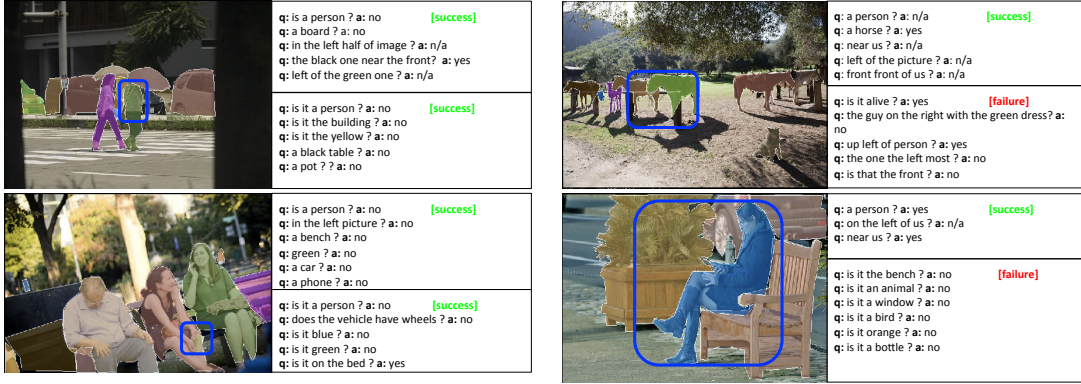 q: is a person ? a: no [success]
q: a board ? a: no
q: in the left half of image ? a: n/a
q: the black one near the front? a: yes
q: left of the green one ? a: n/a
q: is it a person ? a: no [success]
q: is it the building ? a: no
q: is it the yellow ? a: no
q: a black table ? a: no
q: a pot ? ? a: no
q: a person ? a: n/a [success]
q: a horse ? a: yes
q: near us ? a: n/a
q: left of the picture ? a: n/a
q: front front of us ? a: n/a
q: is it alive ? a: yes [failure]
q: the guy on the right with the green dress? a:
no
q: up left of person ? a: yes
q: the one the left most ? a: no
q: is that the front ? a: no
q: is a person ? a: no [success]
q: in the left picture ? a: no
q: a bench ? a: no
q: green ? a: no
q: a car ? a: no
q: a phone ? a: no
q: is it a person ? a: no [success]
q: does the vehicle have wheels ? a: no
q: is it blue ? a: no
q: is it green ? a: no
q: is it on the bed ? a: yes
q: a person ? a: yes [success]
q: on the left of us ? a: n/a
q: near us ? a: yes
q: is it the bench ? a: no [failure]
q: is it an animal ? a: no
q: is it a window ? a: no
q: is it a bird ? a: no
q: is it orange ? a: no
q: is it a bottle ? a: no